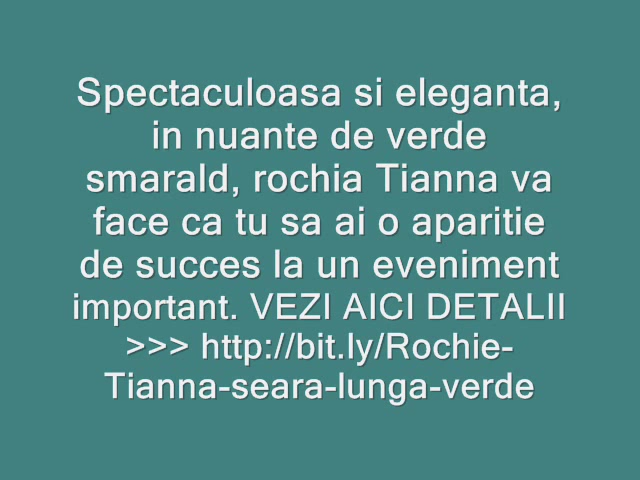 Spectaculoasa si eleganta,
in nuante de verde
smarald, rochia Tianna va
face ca tu sa ai o aparitie
de succes la un eveniment
important. VEZI AICI DETALII
>>> http://bit.ly/Rochie-
Tianna-seara-lunga-verde